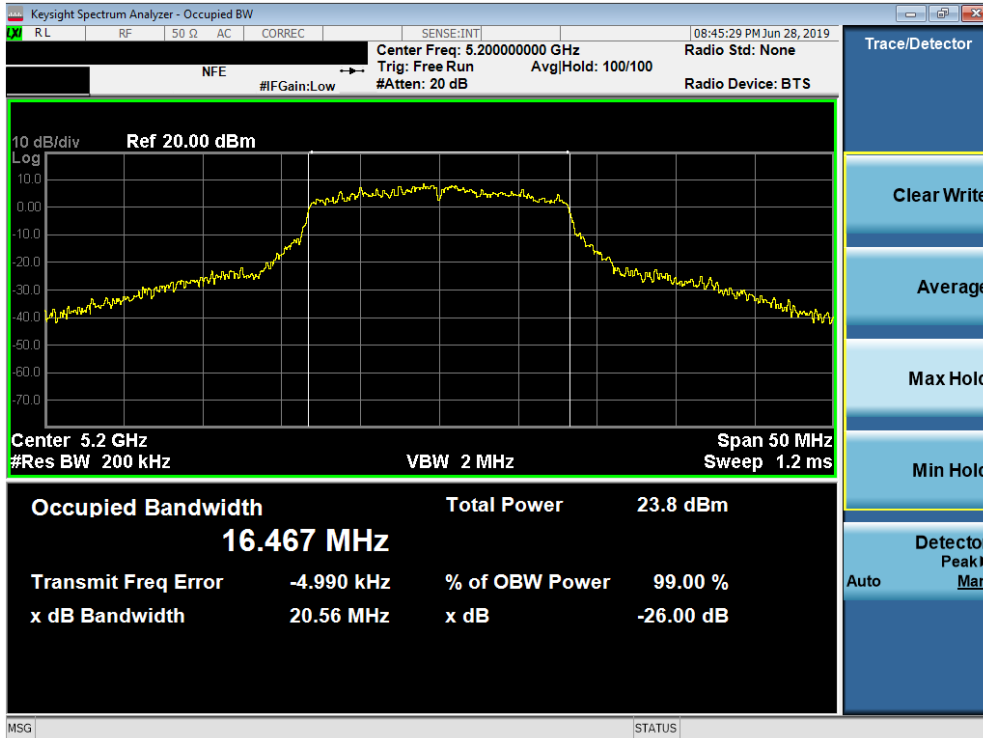 Keysight Spectrum Analyzer - Occupied BW
LXI RL RF 50 Ω AC CORREC SENSE:INT 08:45:29 PM Jun 28, 2019
Center Freq: 5.200000000 GHz Radio Std: None
NFE Trig: Free Run Avg|Hold: 100/100
#IFGain:Low #Atten: 20 dB Radio Device: BTS
Trace/Detector
10 dB/div Ref 20.00 dBm
Log
10.0
0.00
-10.0
-20.0
-30.0
-40.0
-50.0
-60.0
-70.0
Center 5.2 GHz Span 50 MHz
#Res BW 200 kHz VBW 2 MHz Sweep 1.2 ms
Occupied Bandwidth Total Power 23.8 dBm
16.467 MHz
Transmit Freq Error -4.990 kHz % of OBW Power 99.00 %
x dB Bandwidth 20.56 MHz x dB -26.00 dB
Clear Write
Average
Max Hold
Min Hold
Detector
Peak
Auto Man
MSG STATUS